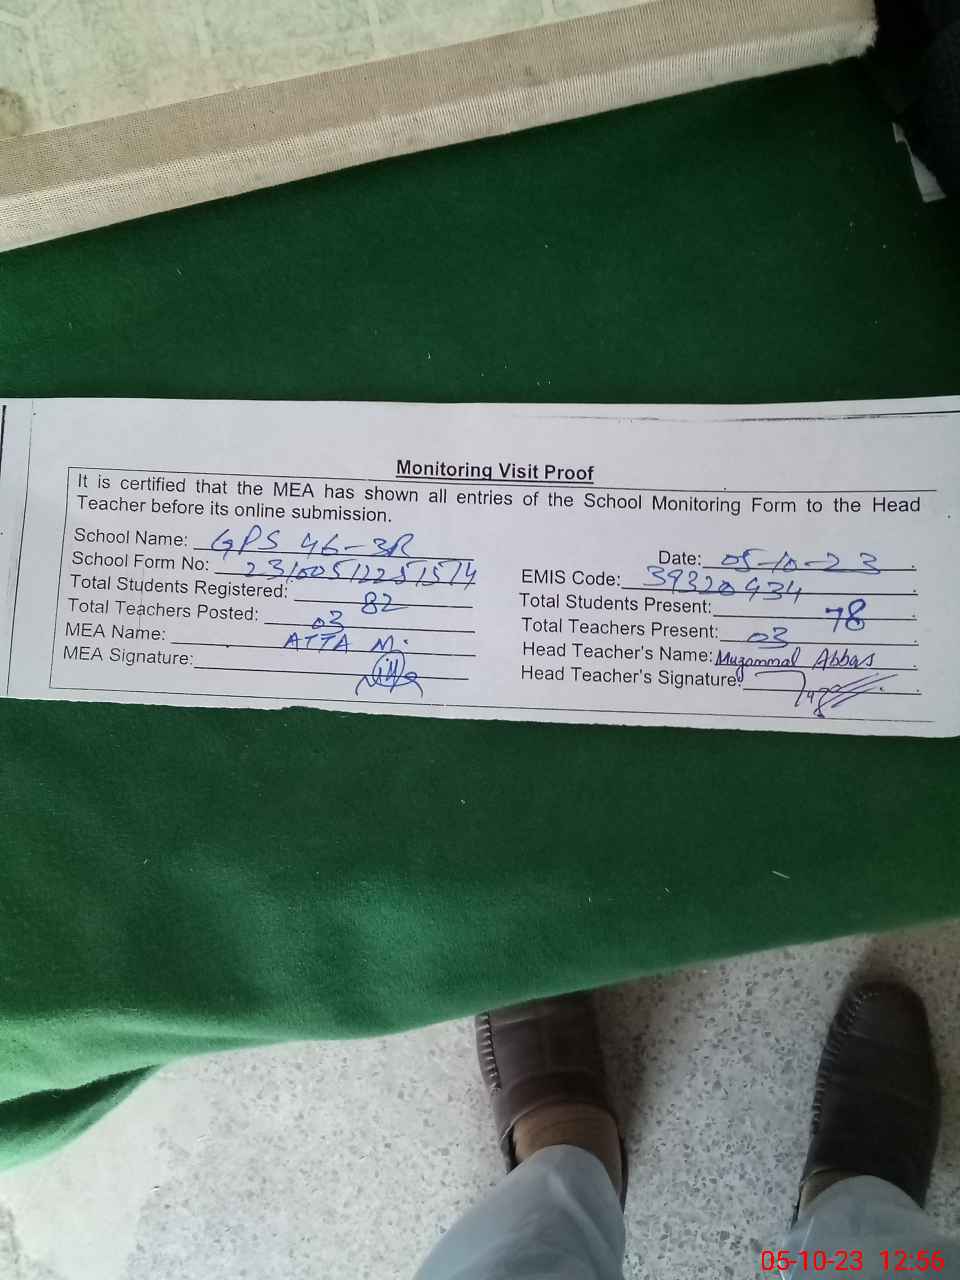 Monitoring Visit Proof
It is certified that the MEA has shown all entries of the School Monitoring Form to the Head
Teacher before its online submission.
School Name: GPS 46-3R
Date: 05-10-23
School Form No: 231005122515114
EMIS Code: 39320434
Total Students Registered: 82
Total Students Present: 78
Total Teachers Posted: 03
Total Teachers Present: 03
MEA Name: ATTA M.
Head Teacher's Name: Muzammal Abbas
MEA Signature:
Head Teacher's Signature:
05-10-23 12:56